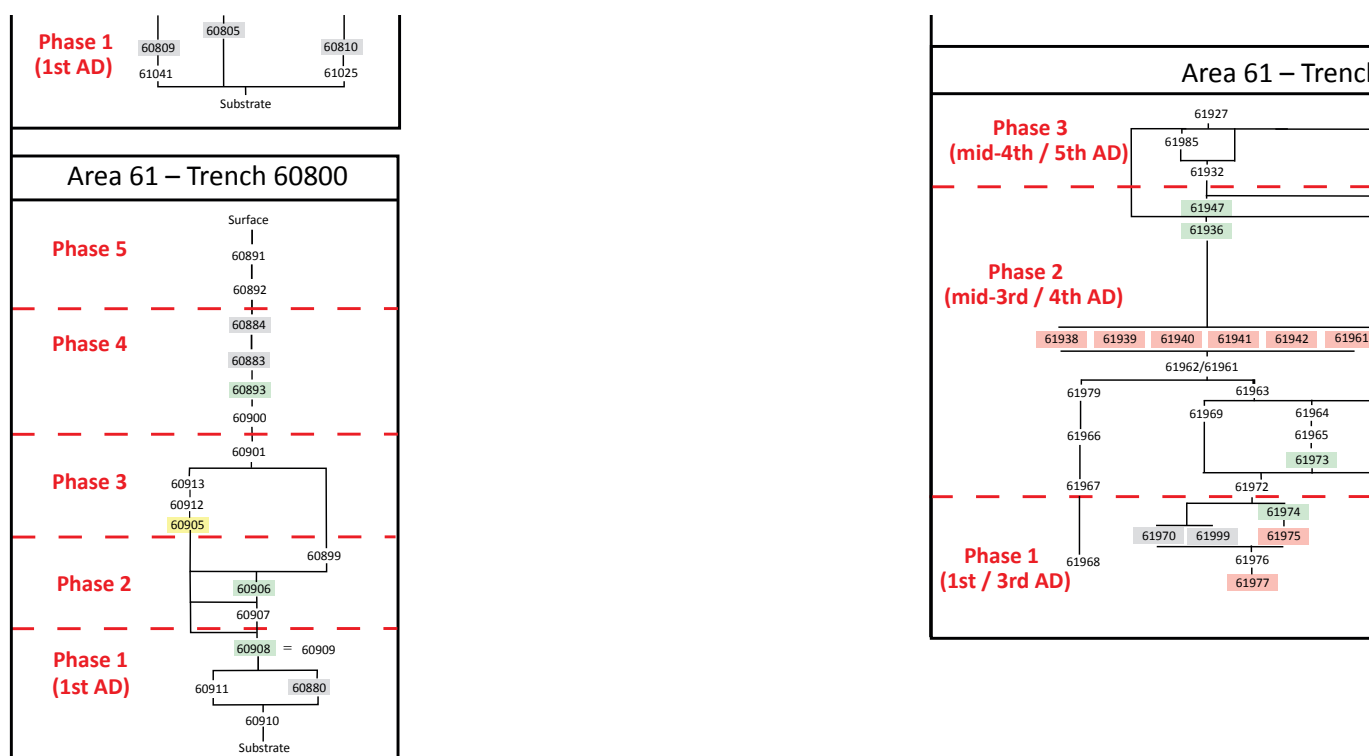 60805
Phase 1
60809
60810
(1st AD)
61041
61025
Substrate
Area 61 – Trench 60800
Surface
Phase 5
60891
60892
60884
Phase 4
60883
60893
60900
60901
Phase 3
60913
60912
60905
60899
Phase 2
60906
60907
60908 = 60909
Phase 1
(1st AD)
60911
60880
60910
Substrate
Area 61 – Trench
61927
Phase 3
(mid-4th / 5th AD)
61985
61932
61947
61936
Phase 2
(mid-3rd / 4th AD)
61938 61939 61940 61941 61942 61961
61962/61961
61979
61963
61969
61964
61966
61965
61973
61967
61972
61974
61970 61999 61975
Phase 1
(1st / 3rd AD)
61968
61976
61977